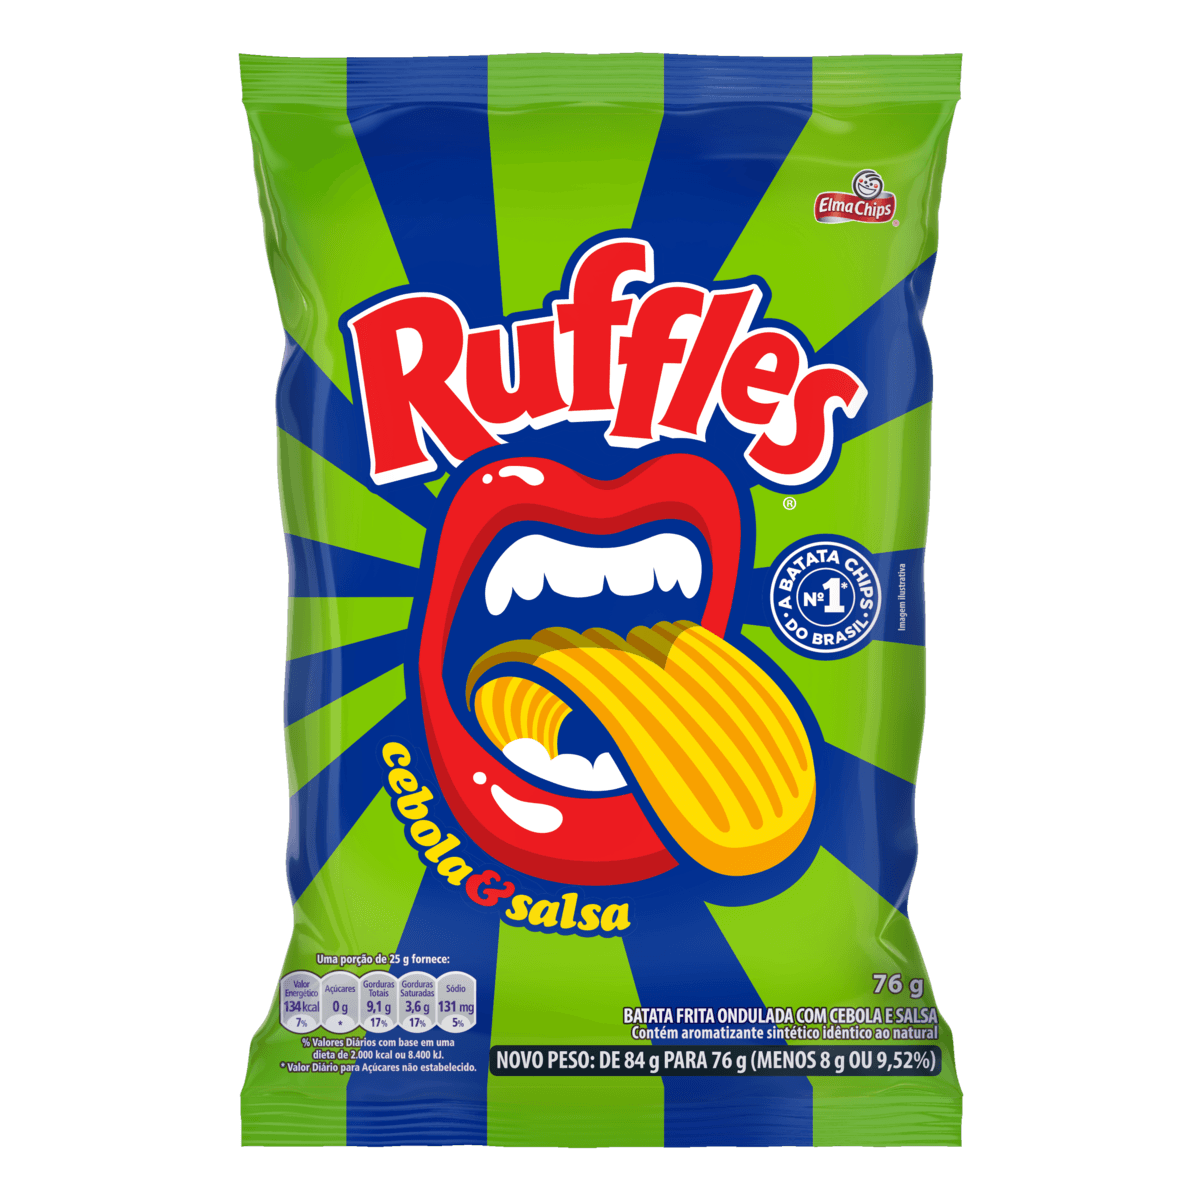 ElmaChips
®
Ruffles
®
A BATATA CHIPS
Nº1*
DO BRASIL
Imagem ilustrativa
cebola & salsa
Uma porção de 25 g fornece:
Valor Energético 134 kcal 7%
Açúcares 0 g *
Gorduras Totais 9,1 g 17%
Gorduras Saturadas 3,6 g 17%
Sódio 131 mg 5%
% Valores Diários com base em uma
dieta de 2.000 kcal ou 8.400 kJ.
* Valor Diário para Açúcares não estabelecido.
76 g
BATATA FRITA ONDULADA COM CEBOLA E SALSA
Contém aromatizante sintético idêntico ao natural
NOVO PESO: DE 84 g PARA 76 g (MENOS 8 g OU 9,52%)